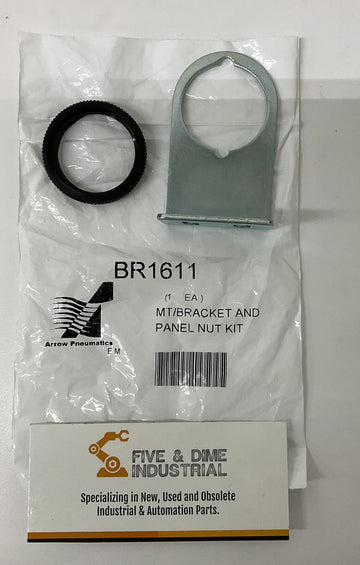 BR1611
(1 EA)
MT/BRACKET AND
PANEL NUT KIT
Arrow Pneumatics
EM
FIVE & DIME
INDUSTRIAL
Specializing in New, Used and Obsolete
Industrial & Automation Parts.